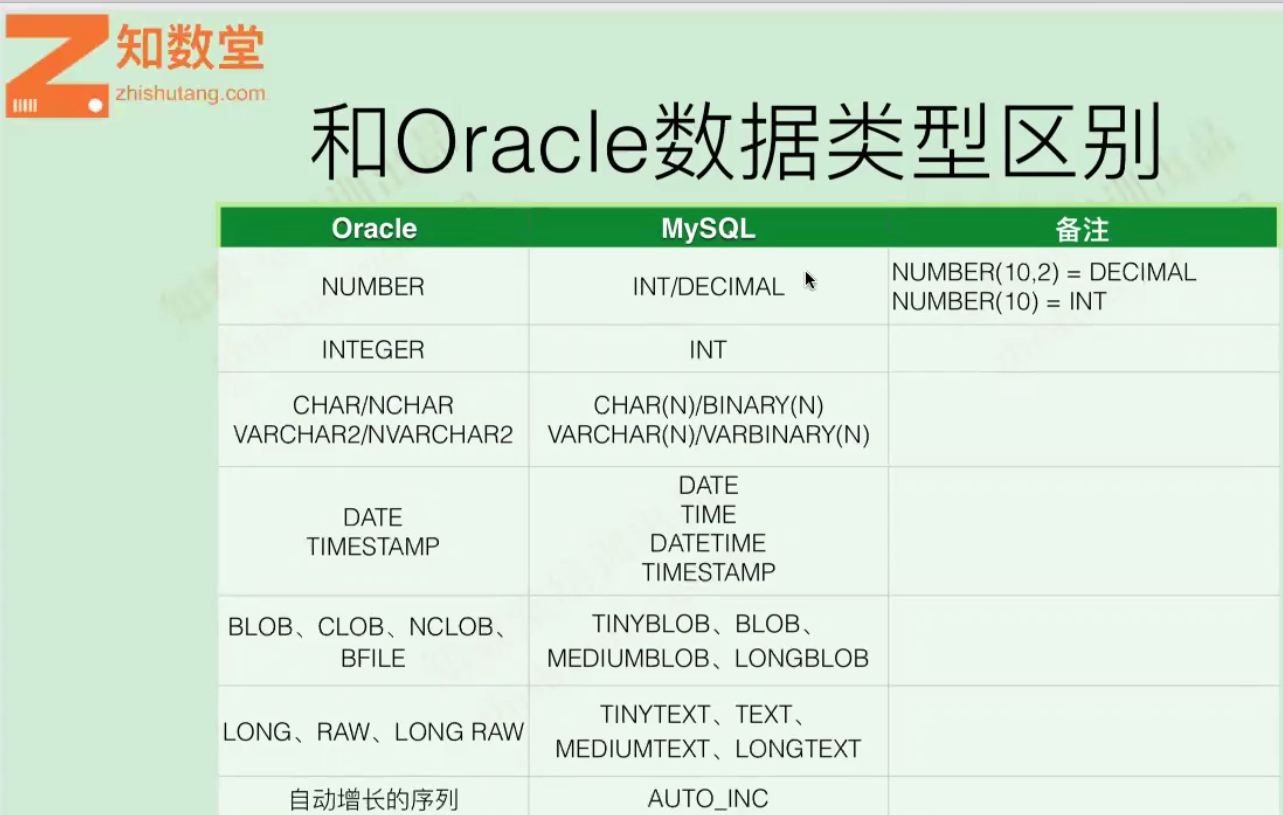 知数堂
zhishutang.com
和Oracle数据类型区别
Oracle
MySQL
备注
NUMBER
INT/DECIMAL
NUMBER(10,2) = DECIMAL
NUMBER(10) = INT
INTEGER
INT
CHAR/NCHAR
VARCHAR2/NVARCHAR2
CHAR(N)/BINARY(N)
VARCHAR(N)/VARBINARY(N)
DATE
TIMESTAMP
DATE
TIME
DATETIME
TIMESTAMP
BLOB、CLOB、NCLOB、
BFILE
TINYBLOB、BLOB、
MEDIUMBLOB、LONGBLOB
LONG、RAW、LONG RAW
TINYTEXT、TEXT、
MEDIUMTEXT、LONGTEXT
自动增长的序列
AUTO_INC